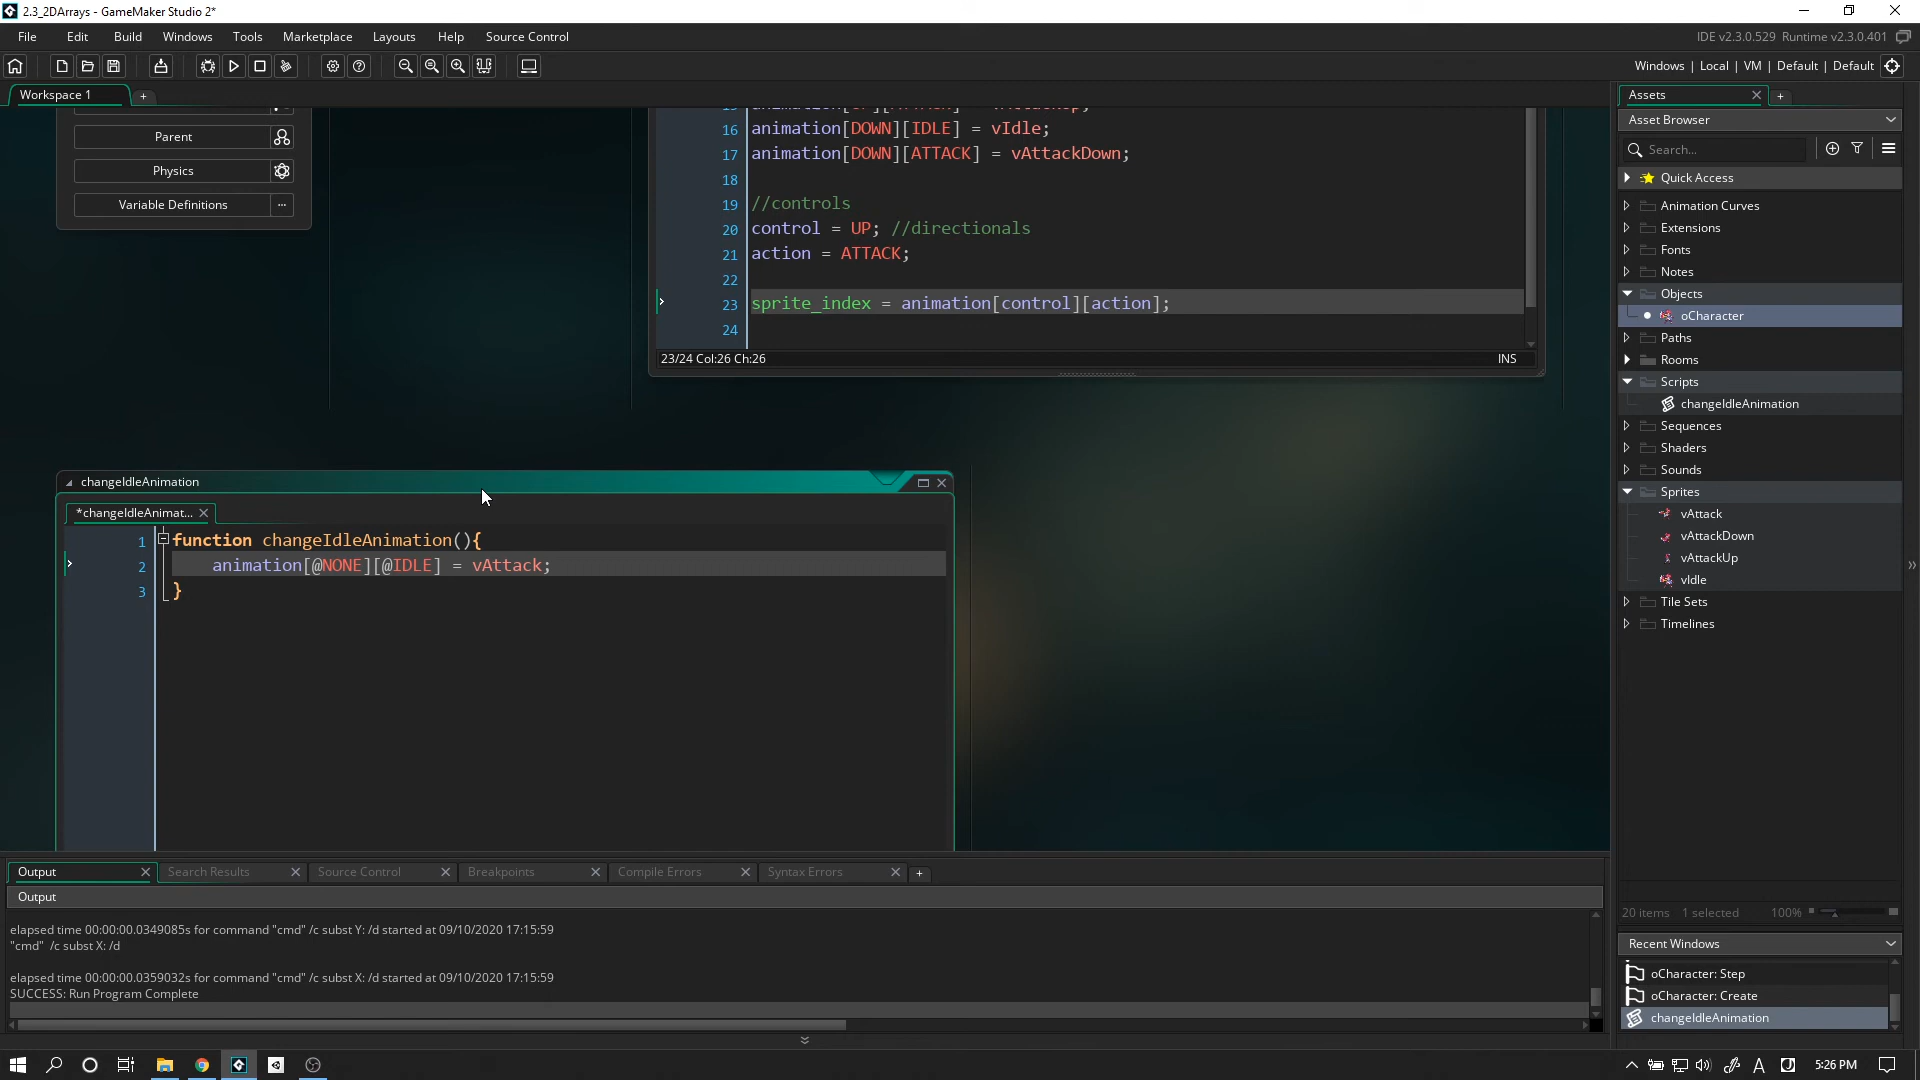 2.3_2DArrays - GameMaker Studio 2*
File Edit Build Windows Tools Marketplace Layouts Help Source Control
IDE v2.3.0.529 Runtime v2.3.0.401
Windows | Local | VM | Default | Default
Workspace 1
Parent
Physics
Variable Definitions
16 animation[DOWN][IDLE] = vIdle;
17 animation[DOWN][ATTACK] = vAttackDown;
18
19 //controls
20 control = UP; //directionals
21 action = ATTACK;
22
23 sprite_index = animation[control][action];
24
23/24 Col:26 Ch:26 INS
changeIdleAnimation
*changeIdleAnimat...
1 function changeIdleAnimation(){
2 animation[@NONE][@IDLE] = vAttack;
3 }
Assets
Asset Browser
Search...
Quick Access
Animation Curves
Extensions
Fonts
Notes
Objects
oCharacter
Paths
Rooms
Scripts
changeIdleAnimation
Sequences
Shaders
Sounds
Sprites
vAttack
vAttackDown
vAttackUp
vIdle
Tile Sets
Timelines
20 items 1 selected 100%
Recent Windows
oCharacter: Step
oCharacter: Create
changeIdleAnimation
Output Search Results Source Control Breakpoints Compile Errors Syntax Errors
Output
elapsed time 00:00:00.0349085s for command "cmd" /c subst Y: /d started at 09/10/2020 17:15:59
"cmd" /c subst X: /d
elapsed time 00:00:00.0359032s for command "cmd" /c subst X: /d started at 09/10/2020 17:15:59
SUCCESS: Run Program Complete
A
5:26 PM